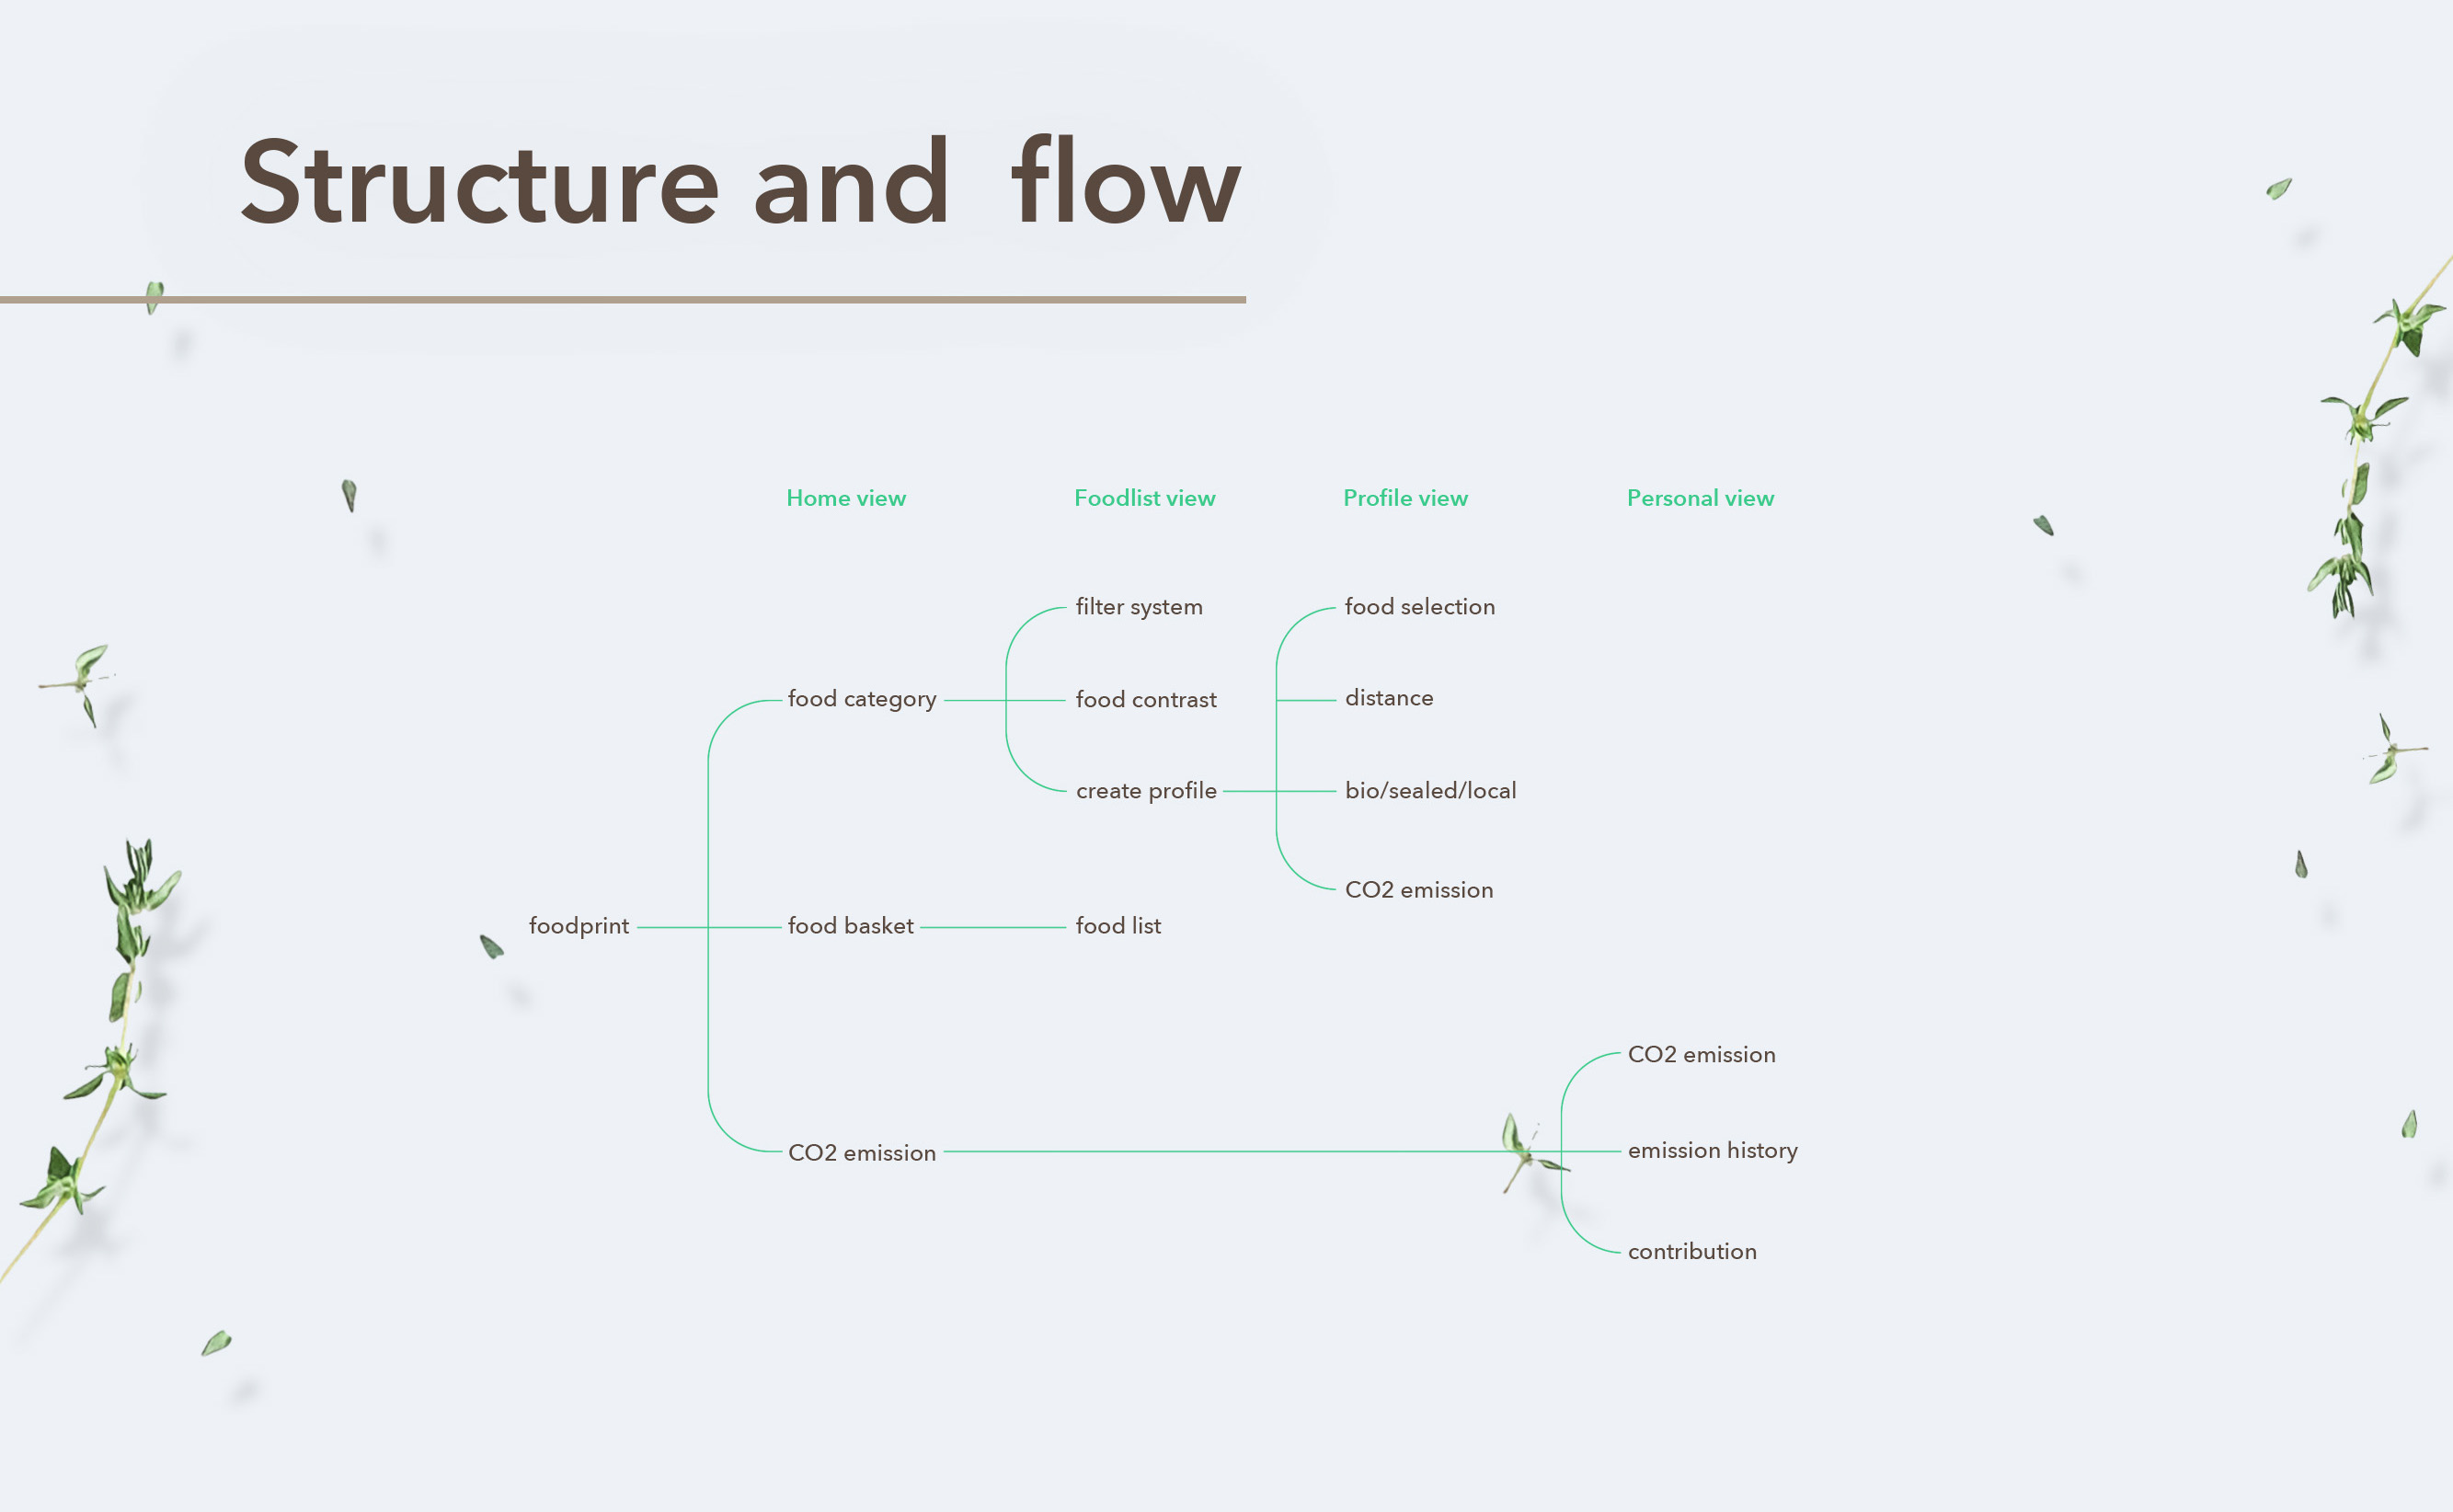 Structure and flow
Home view
Foodlist view
Profile view
Personal view
filter system
food selection
food category
food contrast
distance
create profile
bio/sealed/local
CO2 emission
foodprint
food basket
food list
CO2 emission
CO2 emission
emission history
contribution